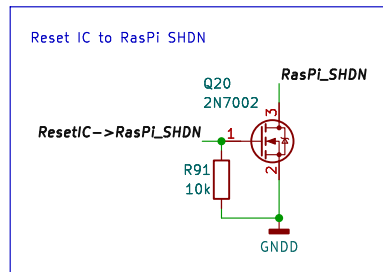 Reset IC to RasPi SHDN
RasPi_SHDN
Q20
2N7002
3
ResetIC->RasPi_SHDN
1
2
R91
10k
GNDD